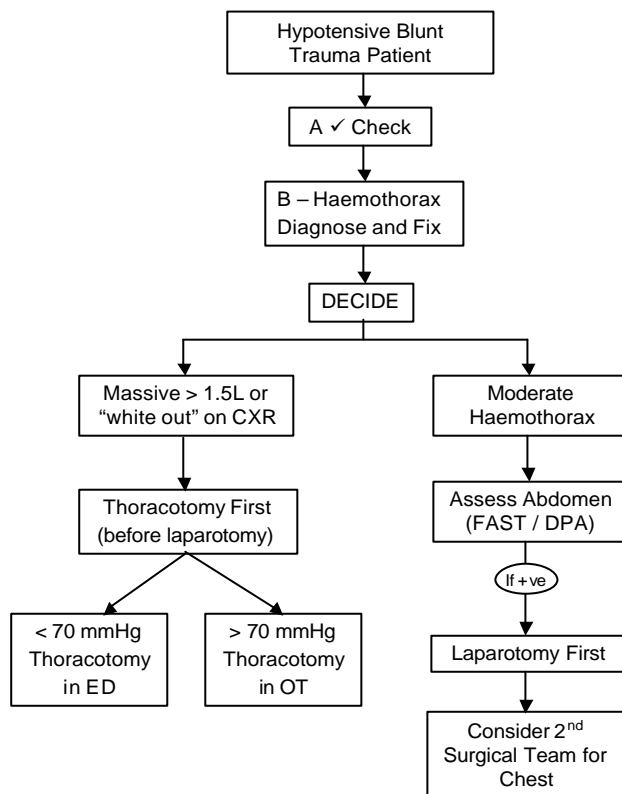 Hypotensive Blunt
Trauma Patient
A ✓ Check
B – Haemothorax
Diagnose and Fix
DECIDE
Massive > 1.5L or
“white out” on CXR
Moderate
Haemothorax
Thoracotomy First
(before laparotomy)
Assess Abdomen
(FAST / DPA)
If +ve
< 70 mmHg
Thoracotomy
in ED
> 70 mmHg
Thoracotomy
in OT
Laparotomy First
Consider 2nd
Surgical Team for
Chest